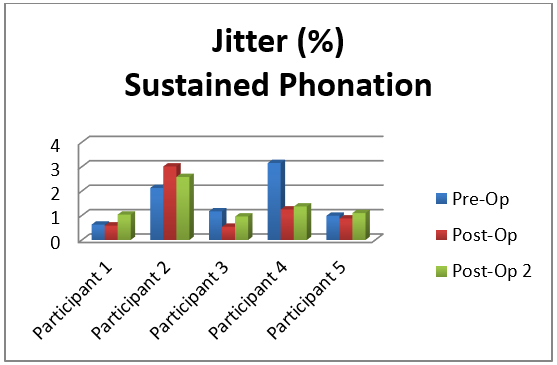 Jitter (%)
Sustained Phonation
4
3
2
1
0
Participant 1
Participant 2
Participant 3
Participant 4
Participant 5
Pre-Op
Post-Op
Post-Op 2